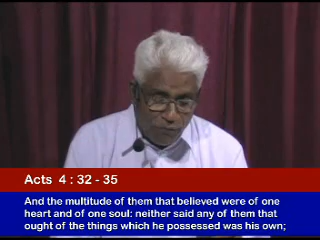 Acts 4 : 32 - 35
And the multitude of them that believed were of one
heart and of one soul: neither said any of them that
ought of the things which he possessed was his own;